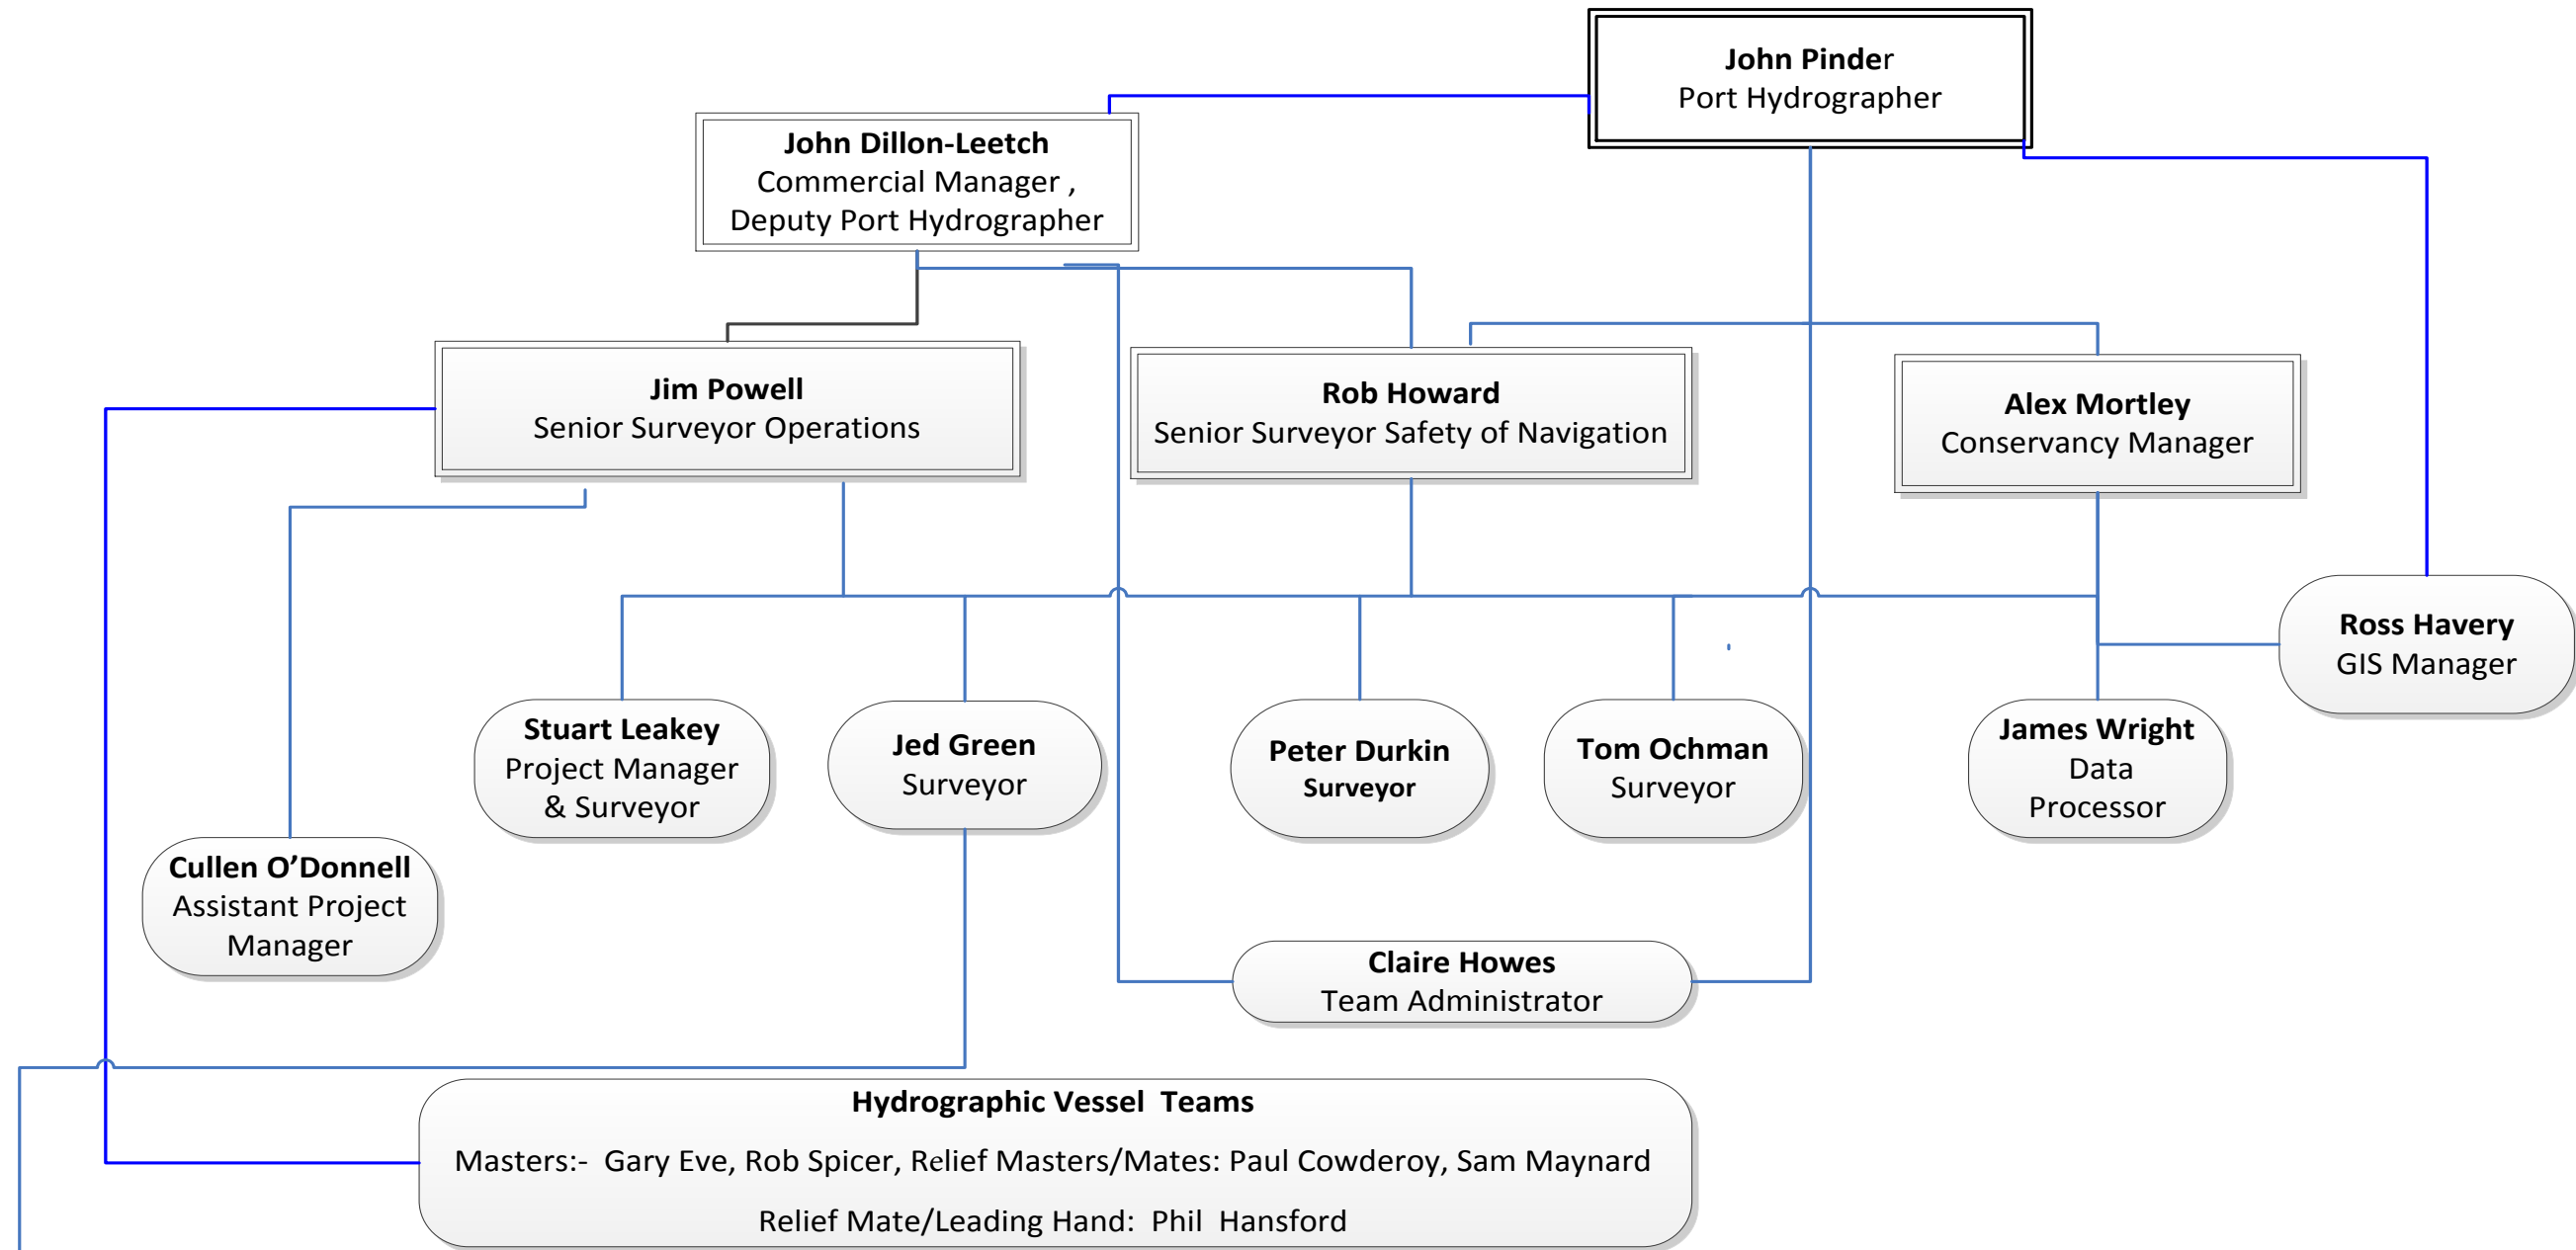 John Pinder
Port Hydrographer
John Dillon-Leetch
Commercial Manager ,
Deputy Port Hydrographer
Jim Powell
Senior Surveyor Operations
Rob Howard
Senior Surveyor Safety of Navigation
Alex Mortley
Conservancy Manager
Ross Havery
GIS Manager
Stuart Leakey
Project Manager
& Surveyor
Jed Green
Surveyor
Peter Durkin
Surveyor
Tom Ochman
Surveyor
James Wright
Data
Processor
Cullen O’Donnell
Assistant Project
Manager
Claire Howes
Team Administrator
Hydrographic Vessel  Teams
Masters:-  Gary Eve, Rob Spicer, Relief Masters/Mates: Paul Cowderoy, Sam Maynard
Relief Mate/Leading Hand:  Phil  Hansford